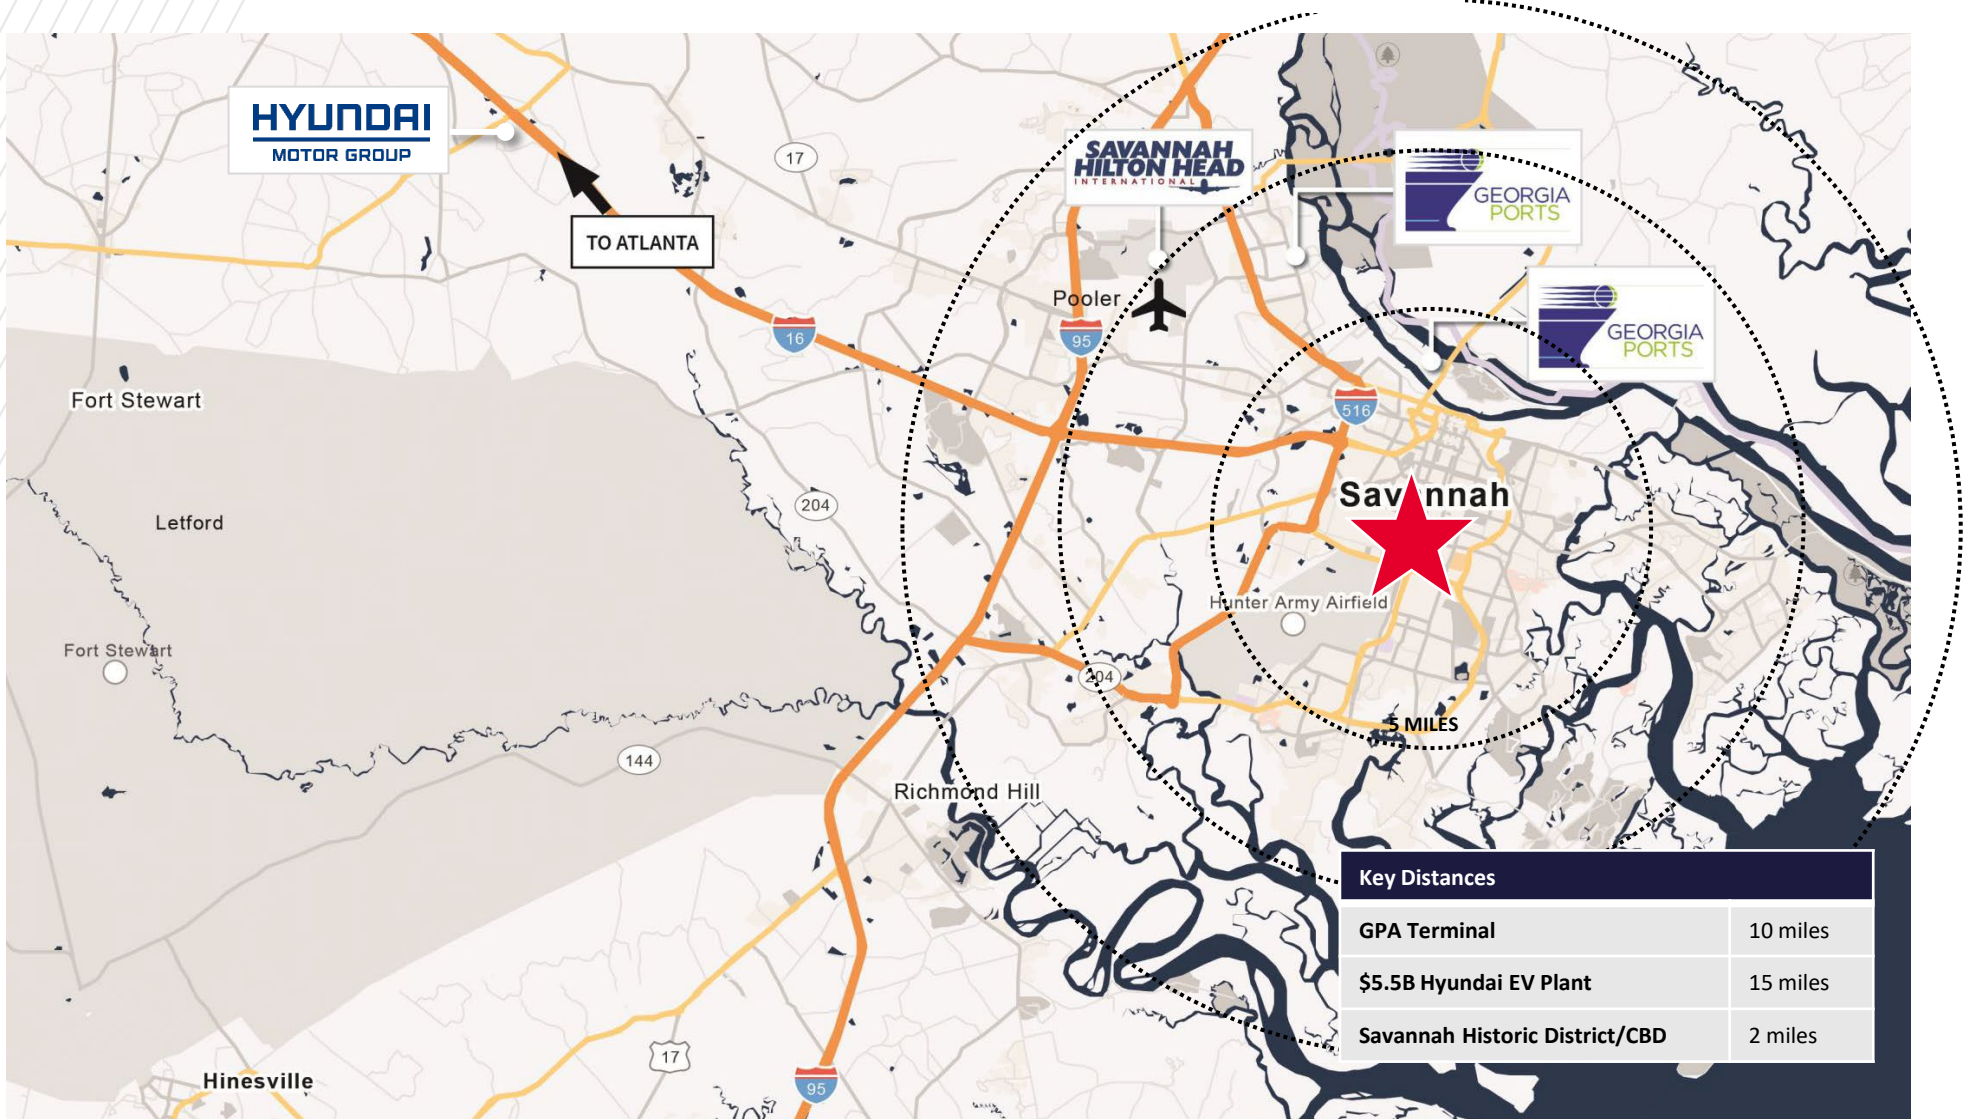 HYUNDAI
MOTOR GROUP
17
SAVANNAH
HILTON HEAD
INTERNATIONAL
GEORGIA
PORTS
TO ATLANTA
Pooler
GEORGIA
PORTS
16
95
Fort Stewart
516
Savannah
204
Letford
Hunter Army Airfield
Fort Stewart
204
5 MILES
144
Richmond Hill
Key Distances
GPA Terminal 10 miles
$5.5B Hyundai EV Plant 15 miles
Savannah Historic District/CBD 2 miles
17
Hinesville
95